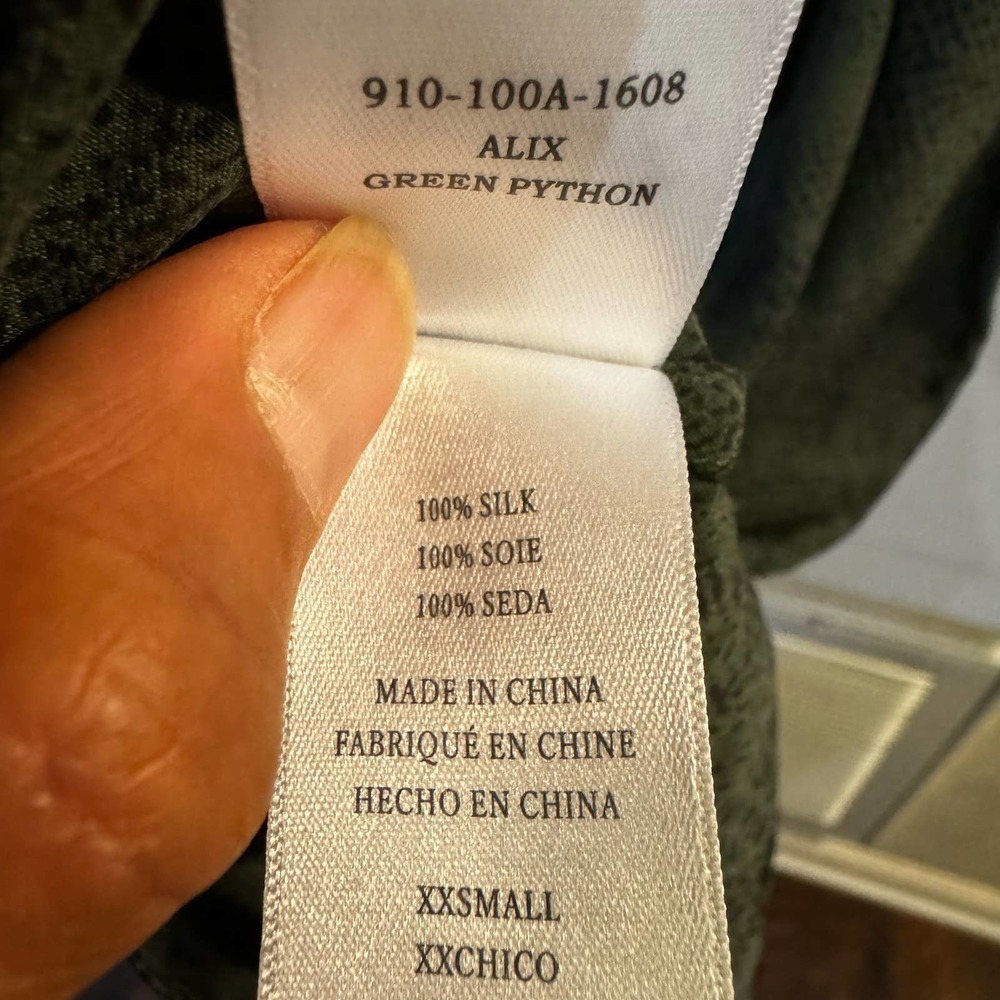 910-100A-1608
ALIX
GREEN PYTHON
100% SILK
100% SOIE
100% SEDA
MADE IN CHINA
FABRIQUÉ EN CHINE
HECHO EN CHINA
XXSMALL
XXCHICO